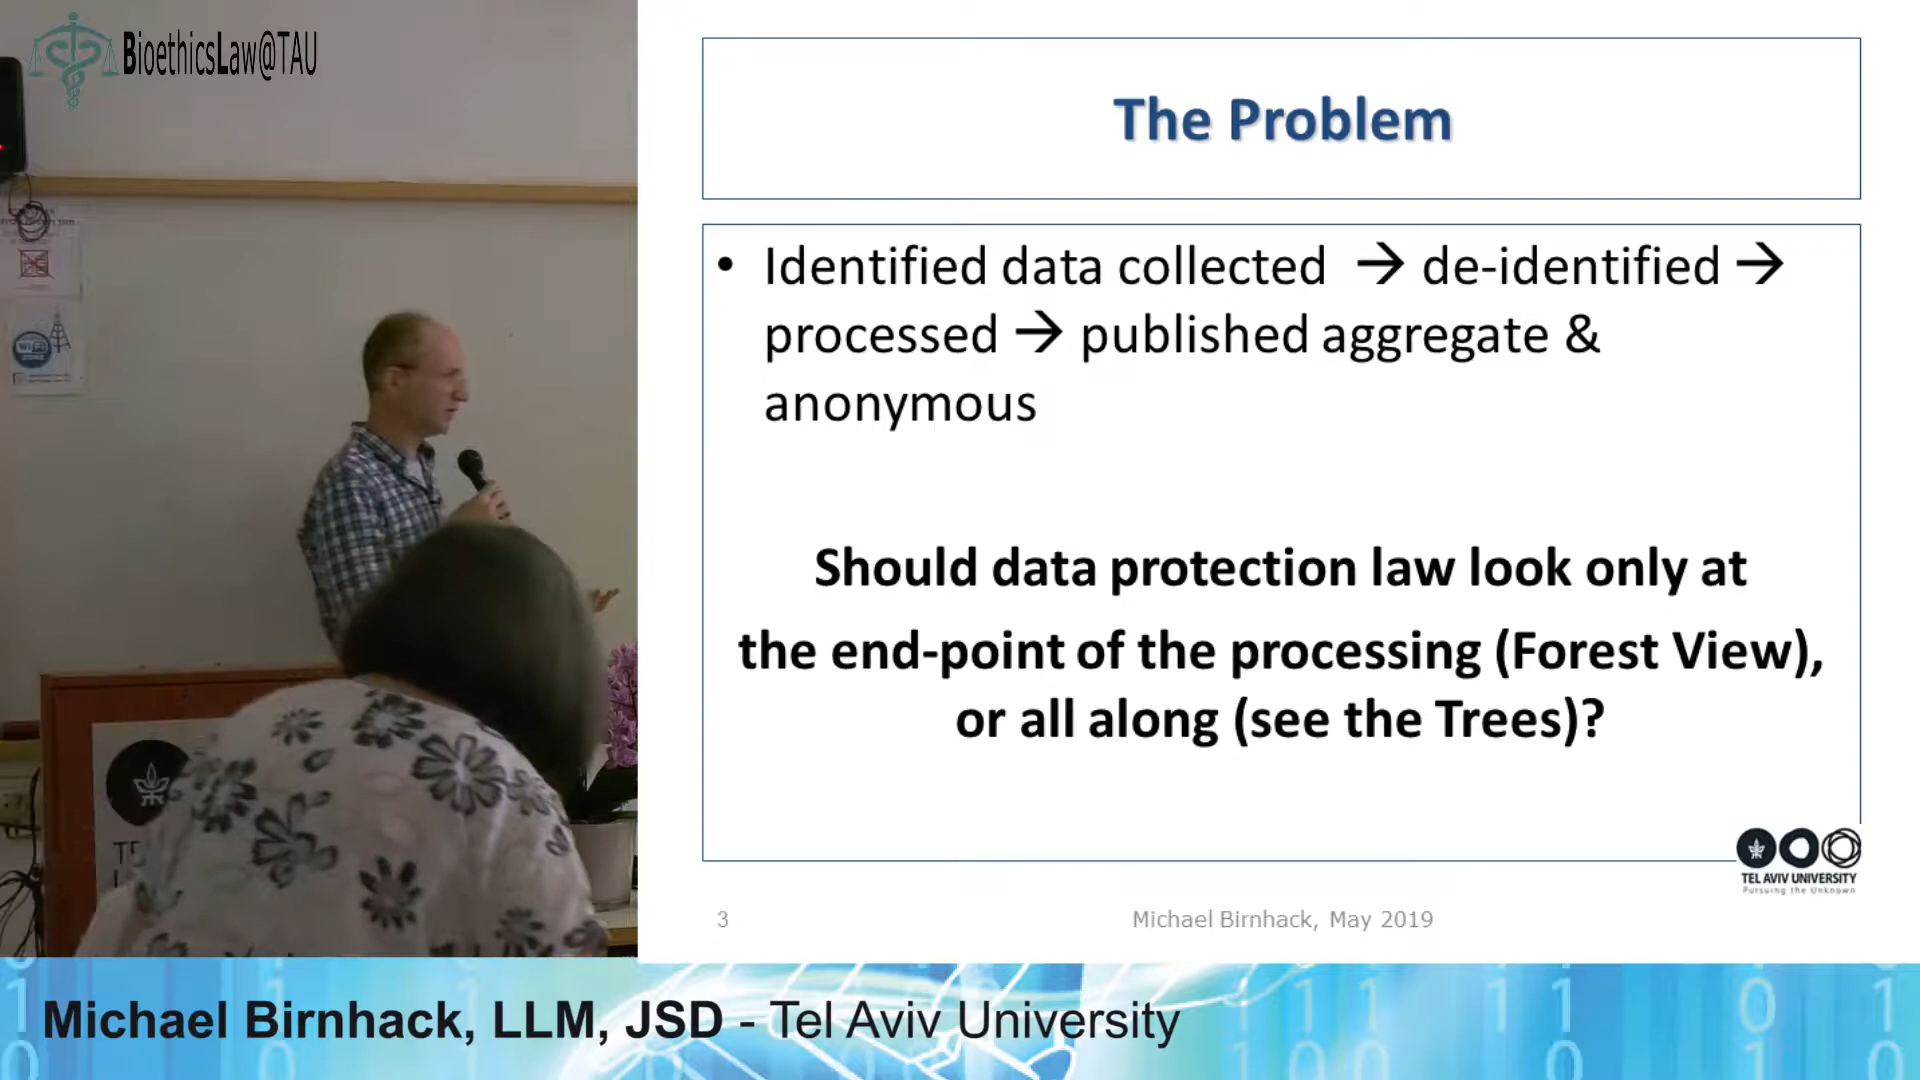 BioethicsLaw@TAU
The Problem
• Identified data collected → de-identified →
processed → published aggregate &
anonymous
Should data protection law look only at
the end-point of the processing (Forest View),
or all along (see the Trees)?
TEL AVIV UNIVERSITY
Pursuing the Unknown
3
Michael Birnhack, May 2019
Michael Birnhack, LLM, JSD - Tel Aviv University